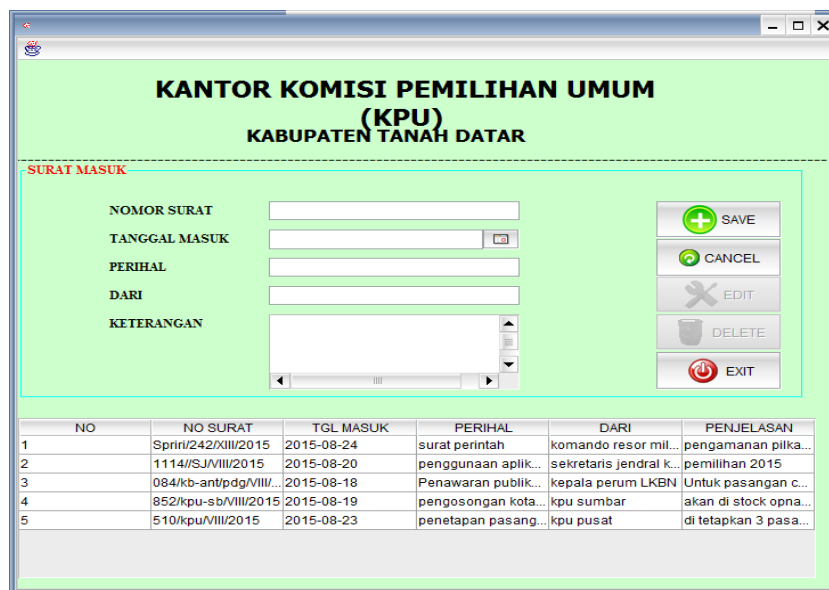 KANTOR KOMISI PEMILIHAN UMUM
(KPU)
KABUPATEN TANAH DATAR
SURAT MASUK
NOMOR SURAT
TANGGAL MASUK
PERIHAL
DARI
KETERANGAN
SAVE
CANCEL
EDIT
DELETE
EXIT
NO NO SURAT TGL MASUK PERIHAL DARI PENJELASAN
1 Spriri/242/XIII/2015 2015-08-24 surat perintah komando resor mil... pengamanan pilka...
2 1114//SJ/VIII/2015 2015-08-20 penggunaan aplik... sekretaris jendral k... pemilihan 2015
3 084/kb-ant/pdg/VIII/... 2015-08-18 Penawaran publik... kepala perum LKBN Untuk pasangan c...
4 852/kpu-sb/VIII/2015 2015-08-19 pengosongan kota... kpu sumbar akan di stock opna...
5 510/kpu/VIII/2015 2015-08-23 penetapan pasang... kpu pusat di tetapkan 3 pasa...